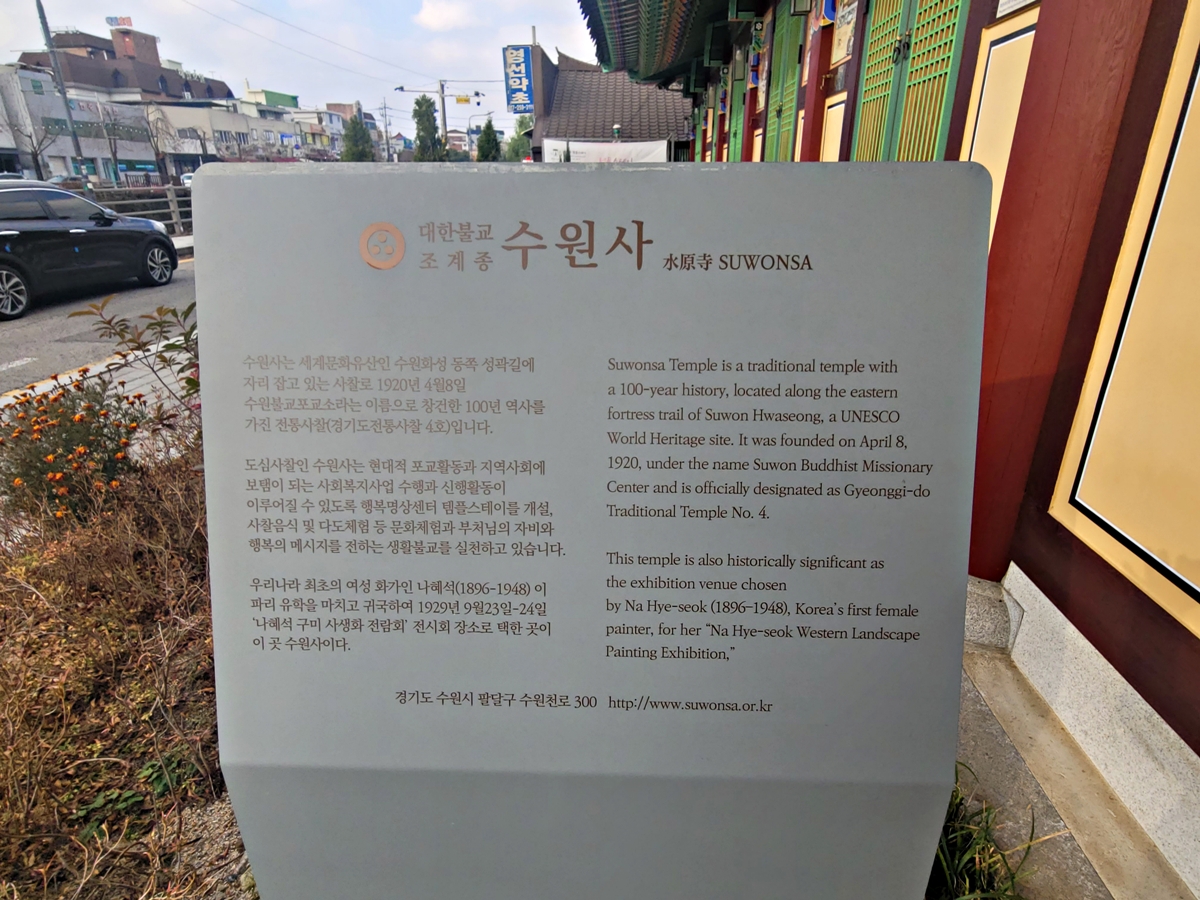 영선약초
대한불교
조계종
수원사
水原寺 SUWONSA
수원사는 세계문화유산인 수원화성 동쪽 성곽길에
자리 잡고 있는 사찰로 1920년 4월8일
수원불교포교소라는 이름으로 창건한 100년 역사를
가진 전통사찰(경기도전통사찰 4호)입니다.
도심사찰인 수원사는 현대적 포교활동과 지역사회에
보탬이 되는 사회복지사업 수행과 신행활동이
이루어질 수 있도록 행복명상센터 템플스테이를 개설,
사찰음식 및 다도체험 등 문화체험과 부처님의 자비와
행복의 메시지를 전하는 생활불교를 실천하고 있습니다.
우리나라 최초의 여성 화가인 나혜석(1896-1948) 이
파리 유학을 마치고 귀국하여 1929년 9월23일-24일
'나혜석 구미 사생화 전람회' 전시회 장소로 택한 곳이
이 곳 수원사이다.
Suwonsa Temple is a traditional temple with
a 100-year history, located along the eastern
fortress trail of Suwon Hwaseong, a UNESCO
World Heritage site. It was founded on April 8,
1920, under the name Suwon Buddhist Missionary
Center and is officially designated as Gyeonggi-do
Traditional Temple No. 4.
This temple is also historically significant as
the exhibition venue chosen
by Na Hye-seok (1896-1948), Korea's first female
painter, for her "Na Hye-seok Western Landscape
Painting Exhibition,"
경기도 수원시 팔달구 수원천로 300 http://www.suwonsa.or.kr